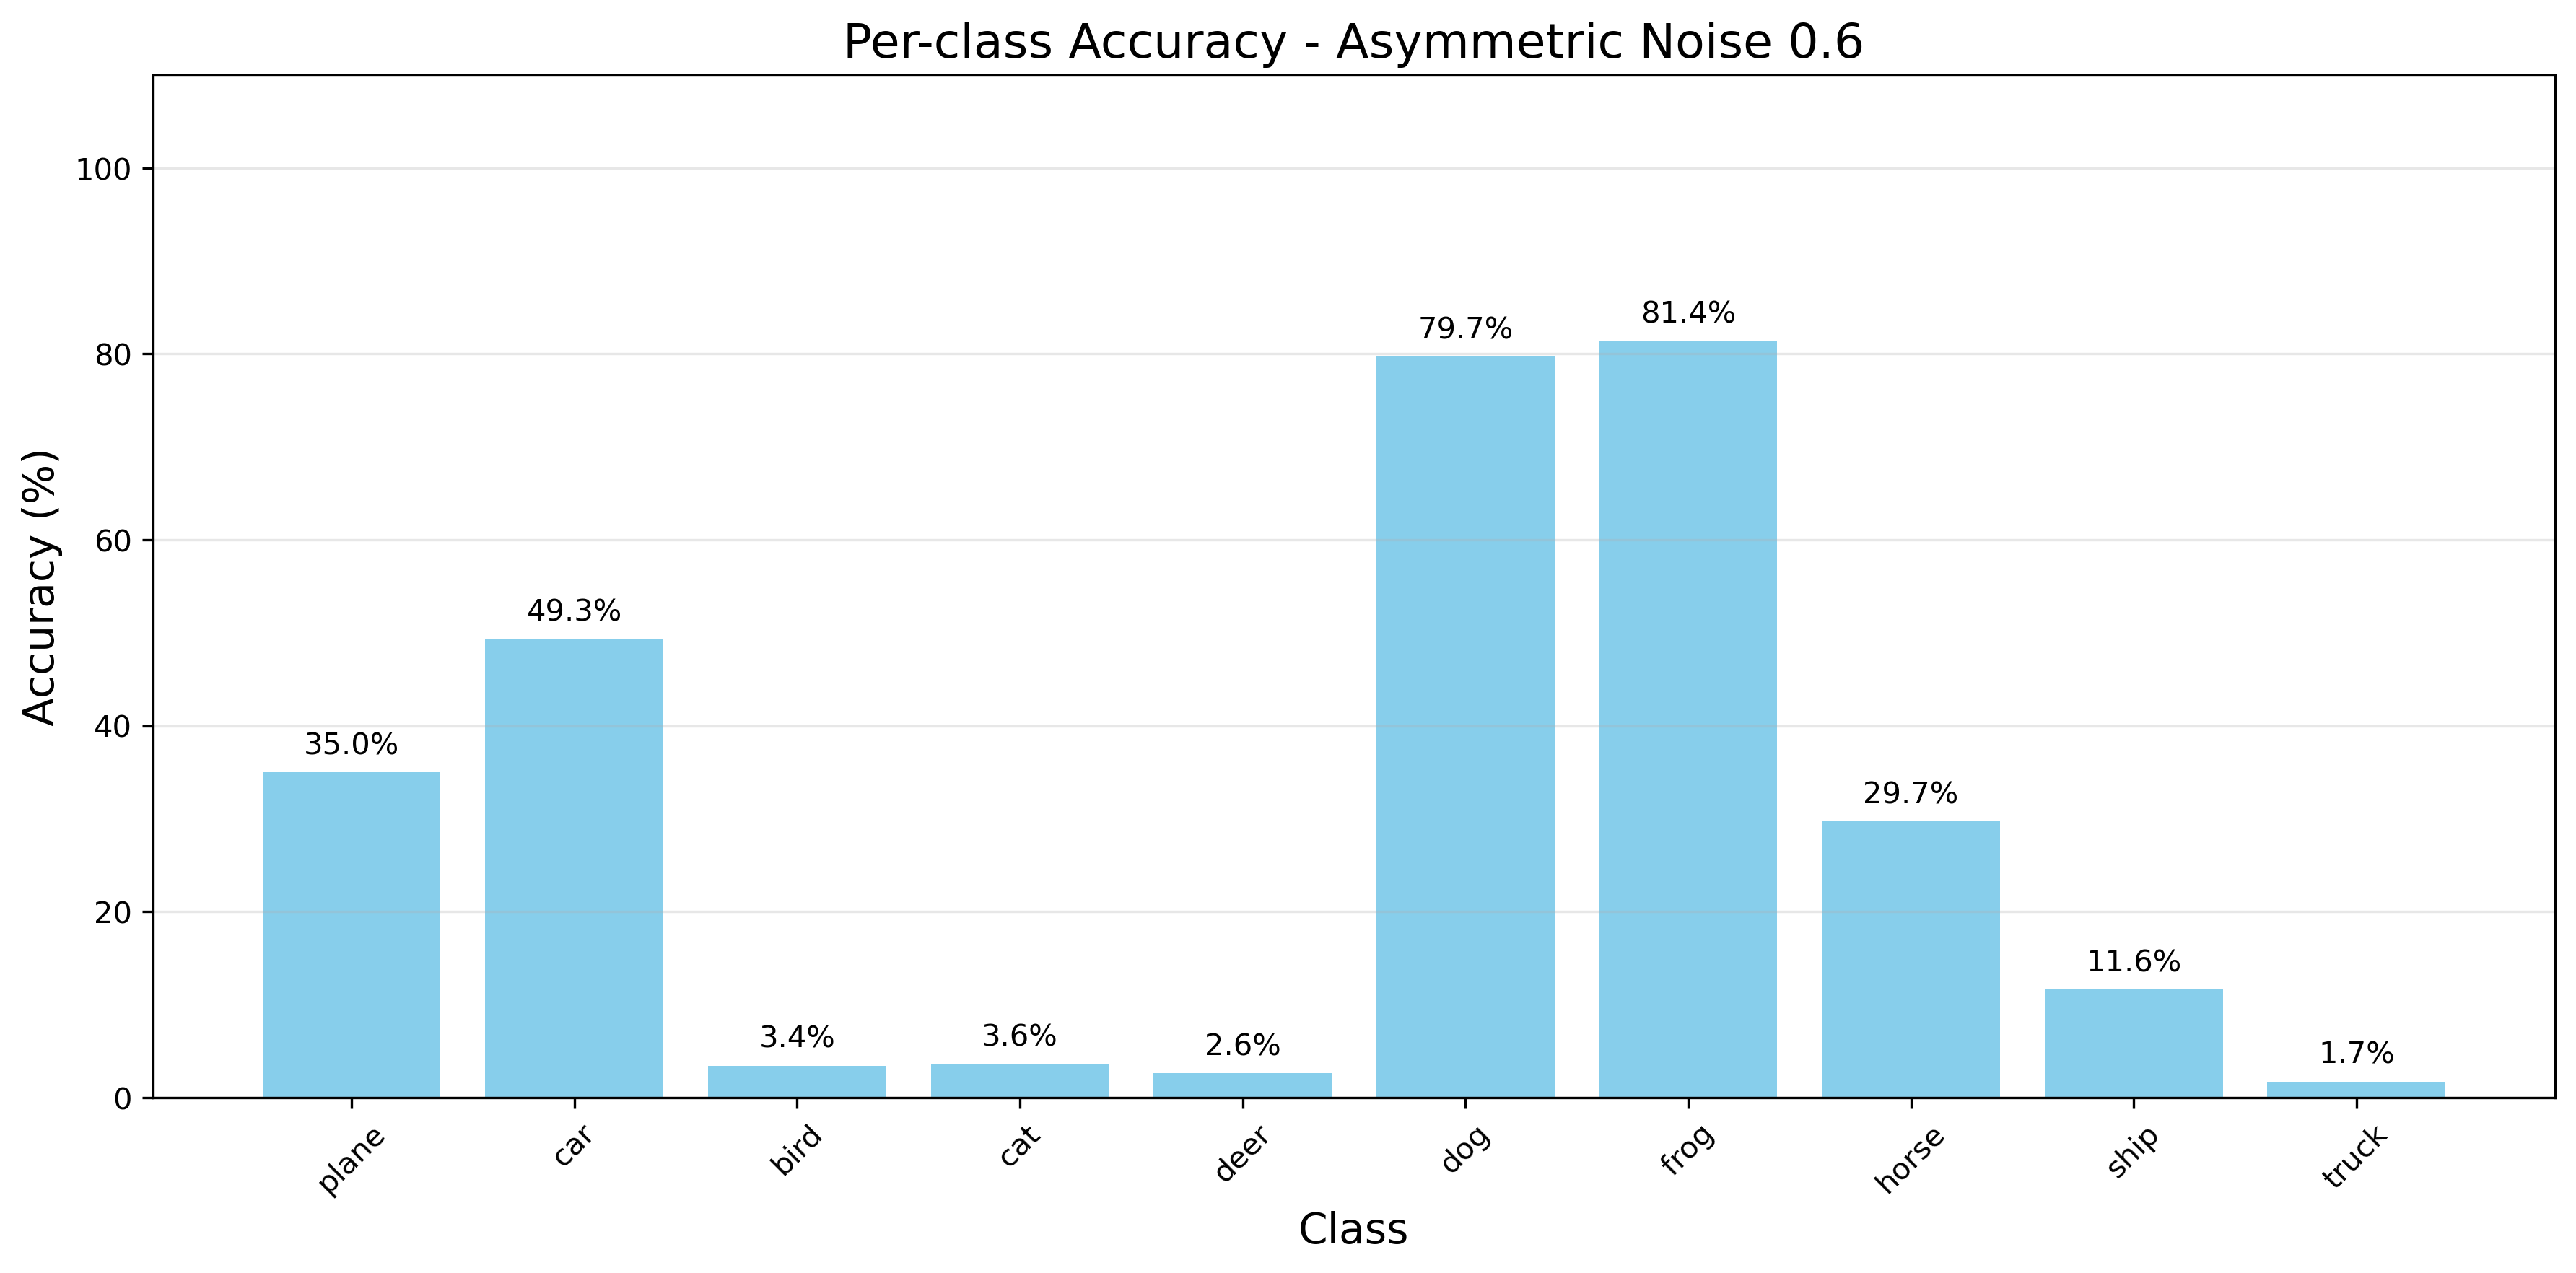 Per-class Accuracy - Asymmetric Noise 0.6
Accuracy (%)
100
80
60
40
20
0
35.0%
49.3%
3.4%
3.6%
2.6%
79.7%
81.4%
29.7%
11.6%
1.7%
plane
car
bird
cat
deer
dog
frog
horse
ship
truck
Class